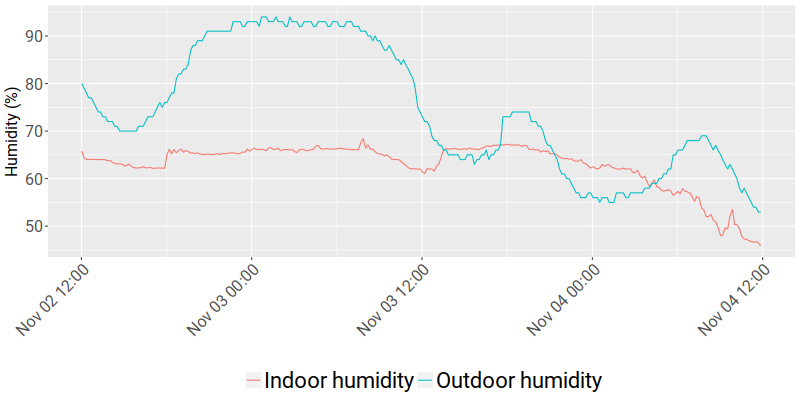 Humidity (%)
90
80
70
60
50
Nov 02 12:00
Nov 03 00:00
Nov 03 12:00
Nov 04 00:00
Nov 04 12:00
Indoor humidity Outdoor humidity